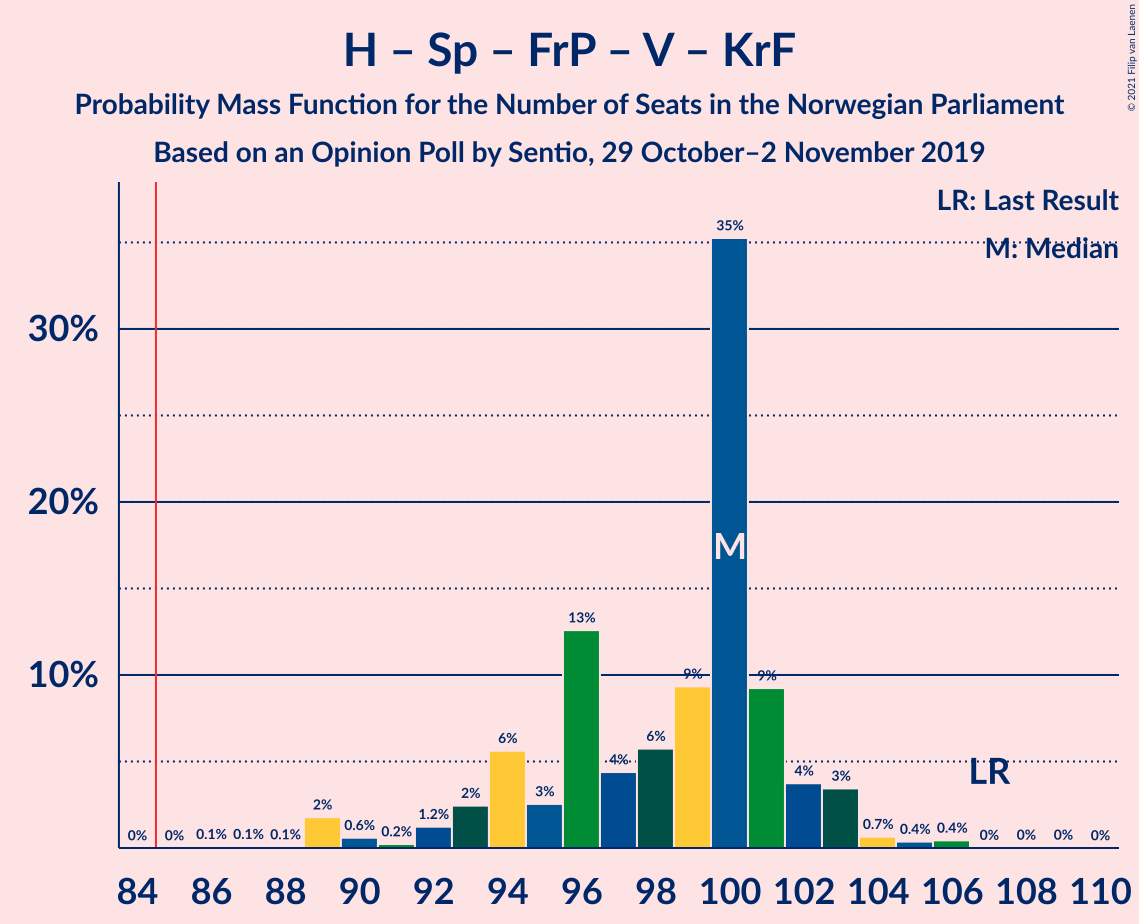 H – Sp – FrP – V – KrF
Probability Mass Function for the Number of Seats in the Norwegian Parliament
Based on an Opinion Poll by Sentio, 29 October–2 November 2019
© 2021 Filip van Laenen
LR: Last Result
M: Median
30%
20%
10%
0% 0% 0.1% 0.1% 0.1% 2% 0.6% 0.2% 1.2% 2% 6% 3% 13% 4% 6% 9% 35% 9% 4% 3% 0.7% 0.4% 0.4% 0% 0% 0% 0%
M
LR
84 86 88 90 92 94 96 98 100 102 104 106 108 110